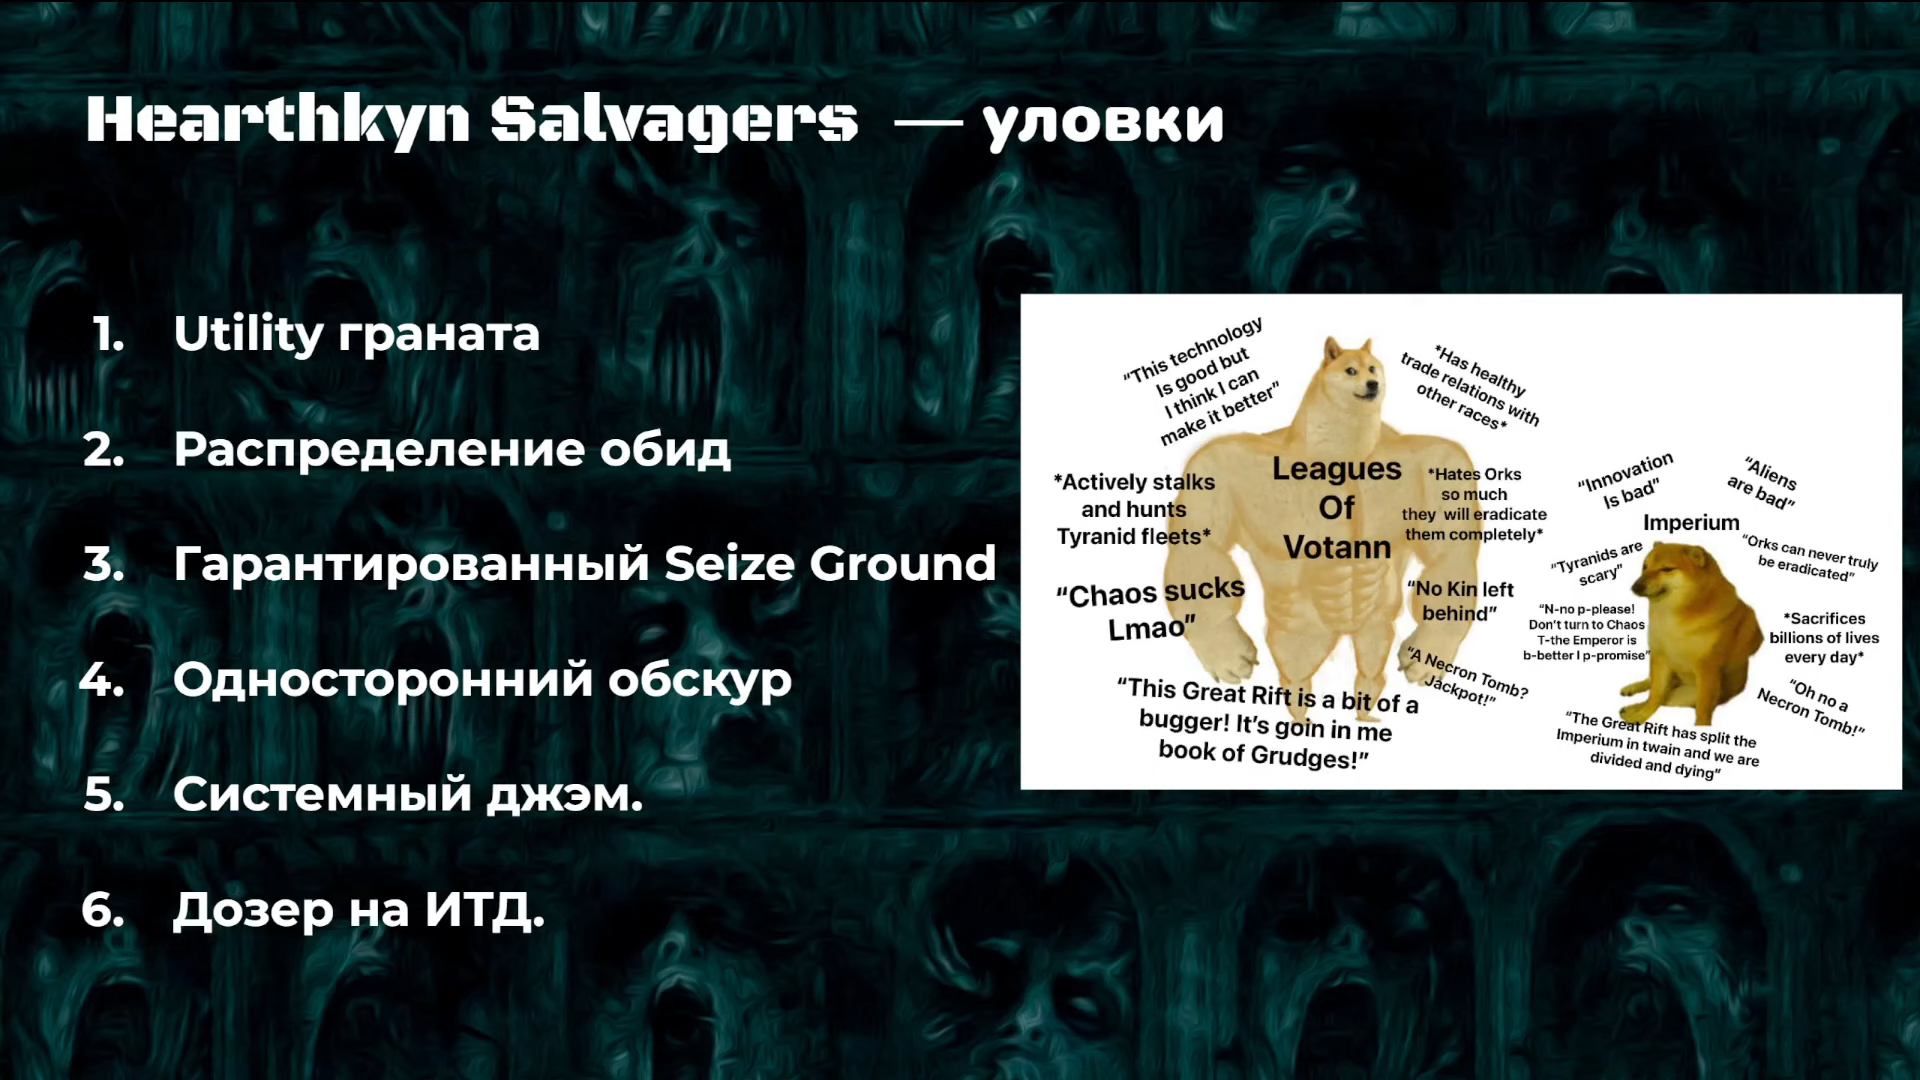 Hearthkyn Salvagers — уловки
1. Utility граната
2. Распределение обид
3. Гарантированный Seize Ground
4. Односторонний обскур
5. Системный джэм.
6. Дозер на ИТД.
“This technology
Is good but
I think I can
make it better”
*Has healthy
trade relations with
other races*
*Actively stalks
and hunts
Tyranid fleets*
Leagues
Of
Votann
*Hates Orks
so much
they will eradicate
them completely*
“Chaos sucks
Lmao”
“No Kin left
behind”
“A Necron Tomb?
Jackpot!”
“This Great Rift is a bit of a
bugger! It’s goin in me
book of Grudges!”
“Innovation
Is bad”
“Aliens
are bad”
Imperium
“Tyranids are
scary”
“Orks can never truly
be eradicated”
“N-no p-please!
Don’t turn to Chaos
T-the Emperor is
b-better I p-promise”
*Sacrifices
billions of lives
every day*
“Oh no a
Necron Tomb!”
“The Great Rift has split the
Imperium in twain and we are
divided and dying”